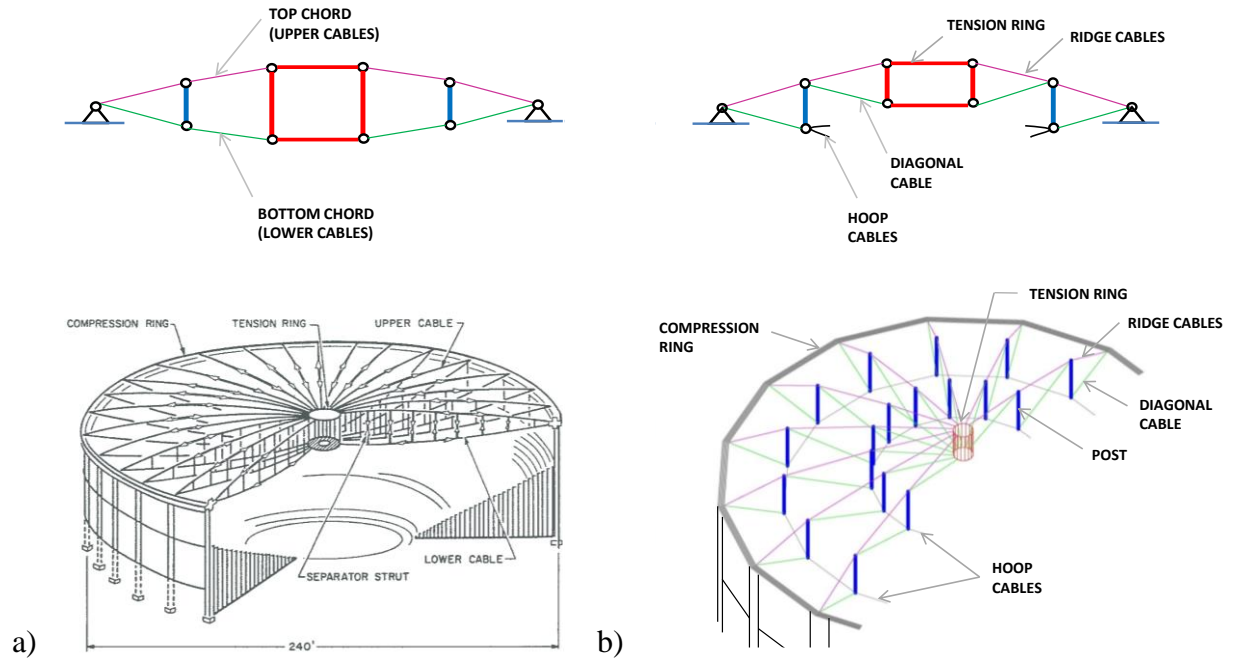 TOP CHORD
(UPPER CABLES)
BOTTOM CHORD
(LOWER CABLES)
TENSION RING
RIDGE CABLES
DIAGONAL
CABLE
HOOP
CABLES
COMPRESSION RING
TENSION RING
UPPER CABLE
LOWER CABLE
SEPARATOR STRUT
240'
a)
TENSION RING
COMPRESSION
RING
RIDGE CABLES
DIAGONAL
CABLE
POST
HOOP
CABLES
b)